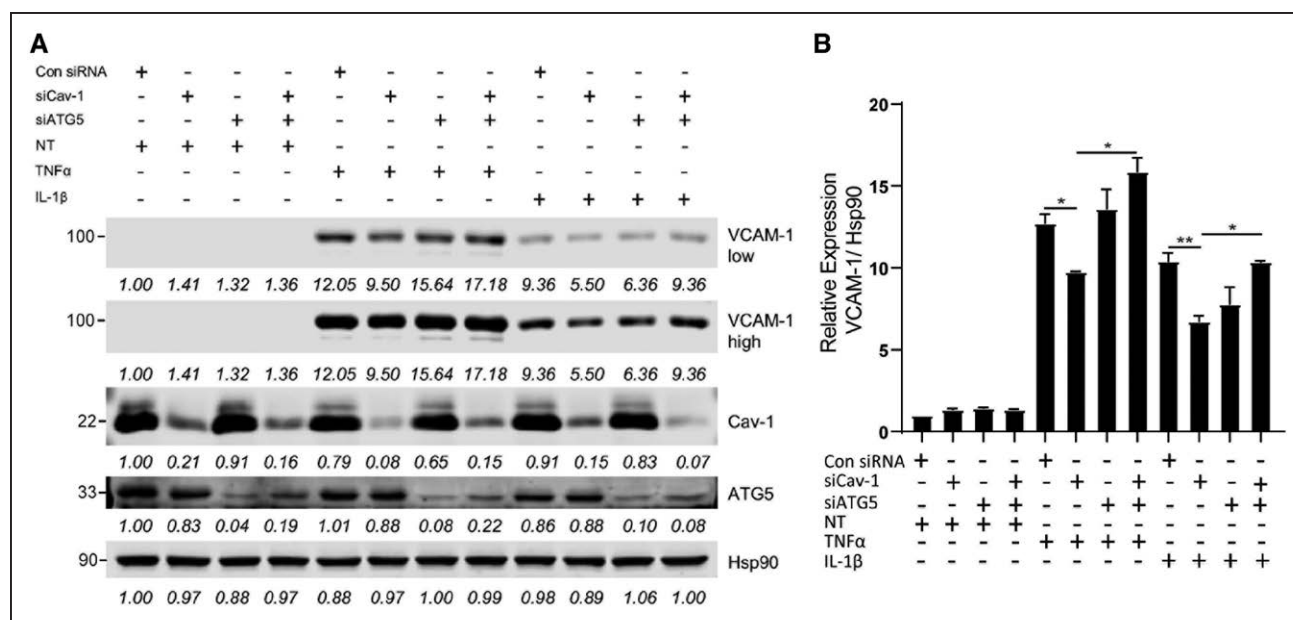 A
Con siRNA + - - - + - - - + - - -
siCav-1 - + - + - + - + - + - +
siATG5 - - + + - - + + - - + +
NT + + + + - - - - - - - -
TNFα - - - - + + + + - - - -
IL-1β - - - - - - - - + + + +
100 VCAM-1 low
1.00 1.41 1.32 1.36 12.05 9.50 15.64 17.18 9.36 5.50 6.36 9.36
100 VCAM-1 high
1.00 1.41 1.32 1.36 12.05 9.50 15.64 17.18 9.36 5.50 6.36 9.36
22 Cav-1
1.00 0.21 0.91 0.16 0.79 0.08 0.65 0.15 0.91 0.15 0.83 0.07
33 ATG5
1.00 0.83 0.04 0.19 1.01 0.88 0.08 0.22 0.86 0.88 0.10 0.08
90 Hsp90
1.00 0.97 0.88 0.97 0.88 0.97 1.00 0.99 0.98 0.89 1.06 1.00
B
Relative Expression
VCAM-1/ Hsp90
20
15
10
5
0
* * ** *
Con siRNA + - - - + - - - + - - -
siCav-1 - + - + - + - + - + - +
siATG5 - - + + - - + + - - + +
NT + + + + - - - - - - - -
TNFα - - - - + + + + - - - -
IL-1β - - - - - - - - + + + +